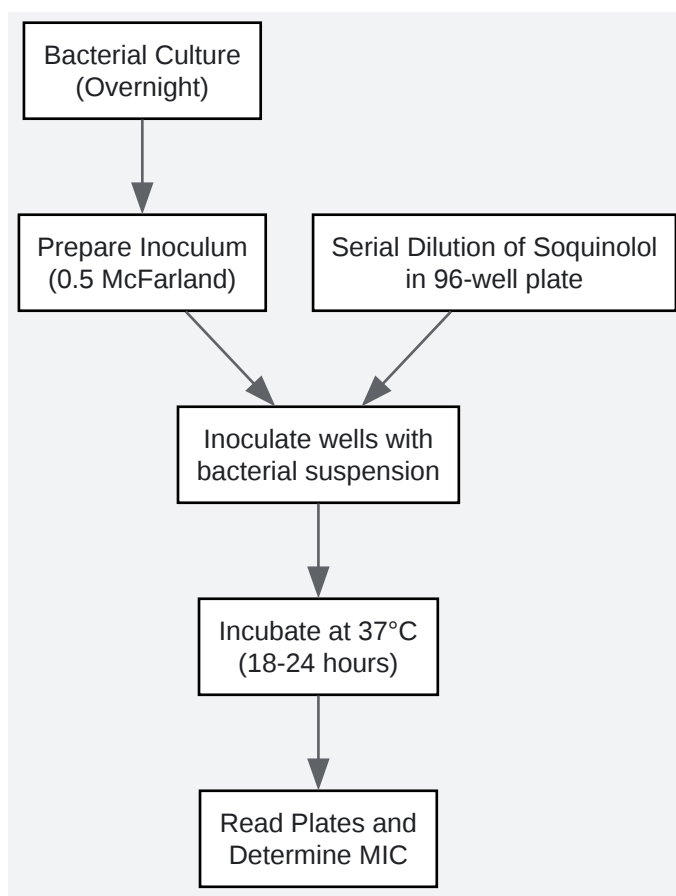 Bacterial Culture
(Overnight)
Prepare Inoculum
(0.5 McFarland)
Serial Dilution of Soquinolol
in 96-well plate
Inoculate wells with
bacterial suspension
Incubate at 37°C
(18-24 hours)
Read Plates and
Determine MIC